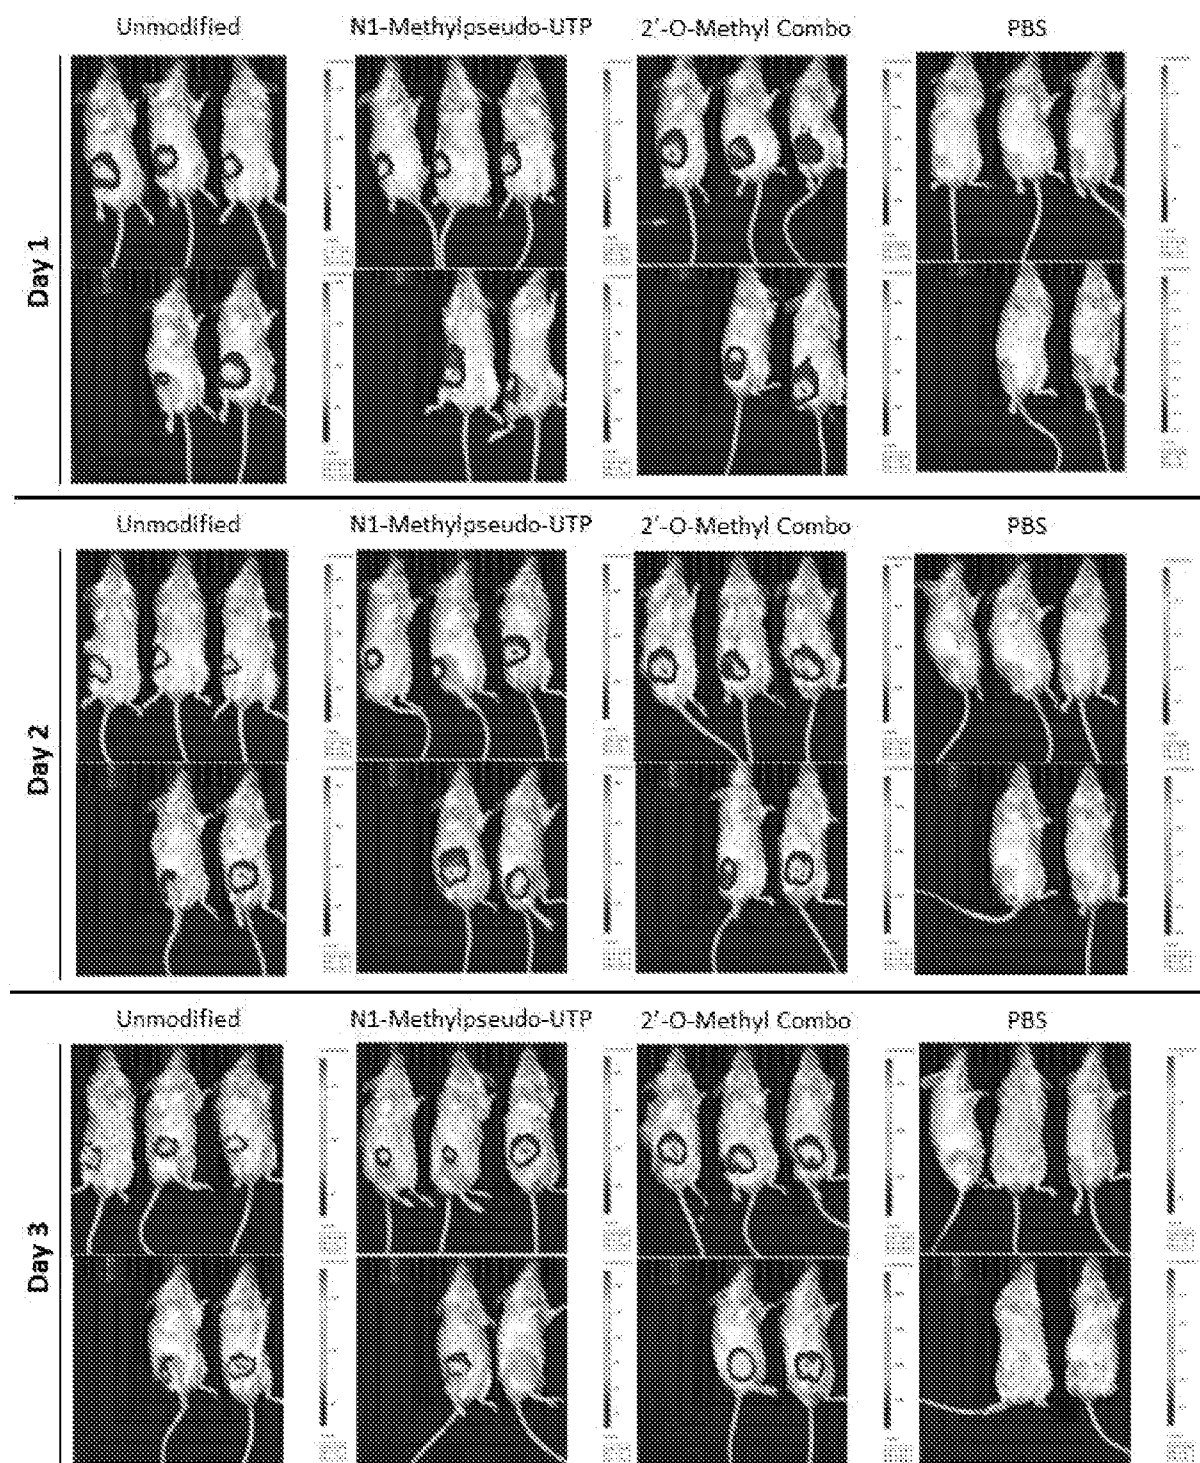 Unmodified N1-Methylpseudo-UTP 2'-O-Methyl Combo PBS
Day 1
Unmodified N1-Methylpseudo-UTP 2'-O-Methyl Combo PBS
Day 2
Unmodified N1-Methylpseudo-UTP 2'-O-Methyl Combo PBS
Day 3